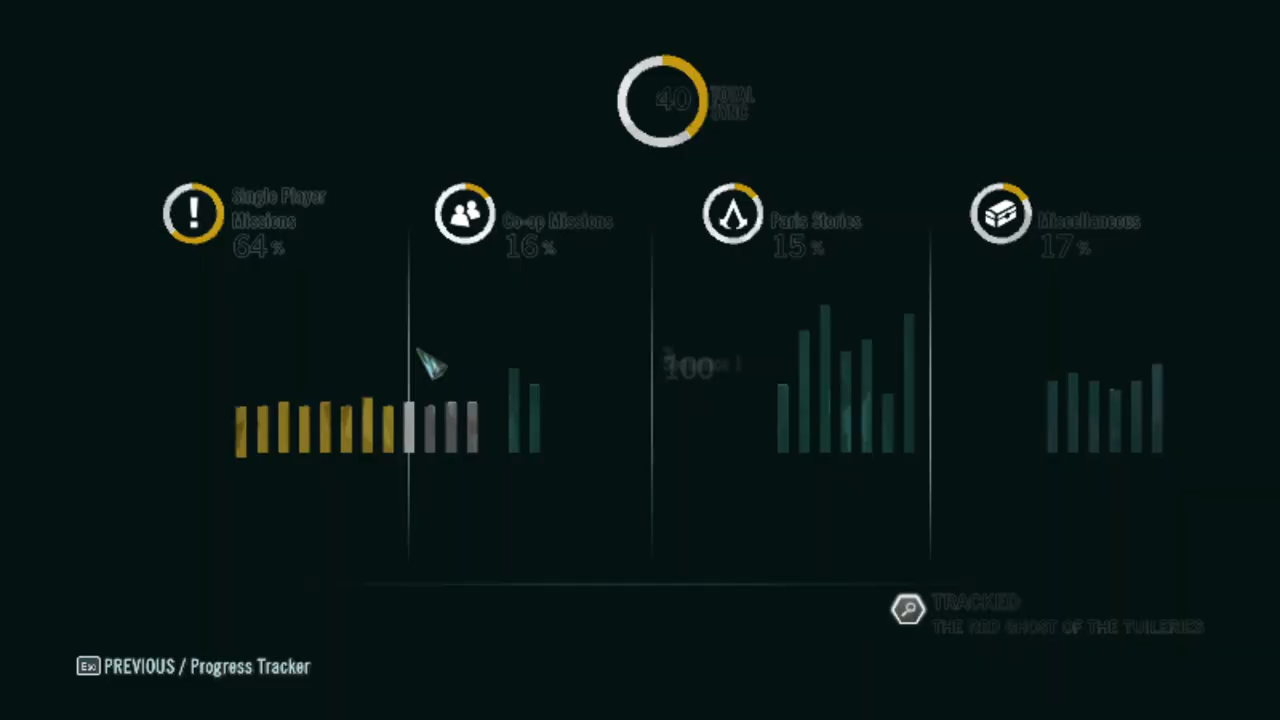 40
TOTAL
SYNC
Single Player
Missions
64 %
Co-op Missions
16 %
Paris Stories
15 %
Miscellaneous
17 %
100
TRACKED
THE RED GHOST OF THE TUILERIES
Esc PREVIOUS / Progress Tracker